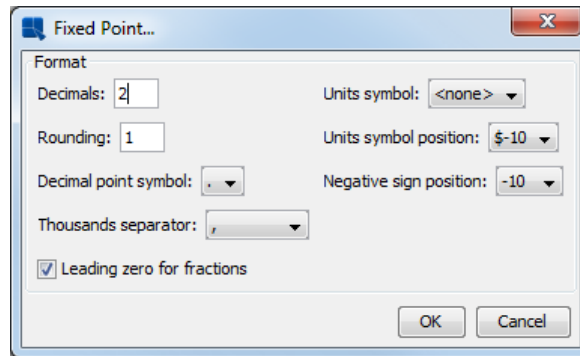 Fixed Point...
Format
Decimals: 2 Units symbol: <none>
Rounding: 1 Units symbol position: $-10
Decimal point symbol: . Negative sign position: -10
Thousands separator: ,
Leading zero for fractions
OK Cancel